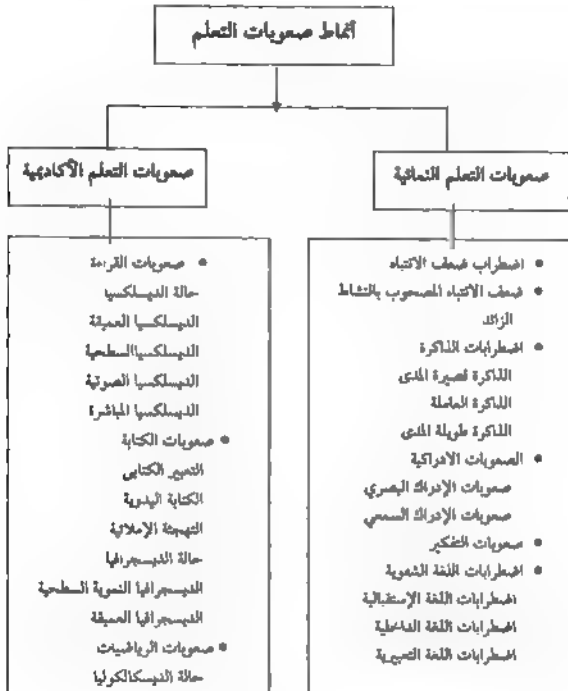 أنماط صعوبات التعلم
صعوبات التعلم النمائية
• اضطراب ضعف الانتباه
• ضعف الانتباه المصحوب بالنشاط
الزائد
• اضطرابات الذاكرة
الذاكرة قصيرة المدى
الذاكرة العاملة
الذاكرة طويلة المدى
• الصعوبات الادراكية
صعوبات الإدراك البصري
صعوبات الإدراك السمعي
• صعوبات التفكير
• اضطرابات اللغة الشفوية
اضطرابات اللغة الإستقبالية
اضطرابات اللغة الداخلية
اضطرابات اللغة التعبيرية
صعوبات التعلم الأكاديمية
• صعوبات القراءة
حالة الديسلكسيا
الديسلكسيا العميقة
الديسلكسيا السطحية
الديسلكسيا الصوتية
الديسلكسيا المباشرة
• صعوبات الكتابة
التعبير الكتابي
الكتابة اليدوية
التهجئة الإملائية
حالة الديسجرافيا
الديسجرافيا النموية السطحية
الديسجرافيا العميقة
• صعوبات الرياضيات
حالة الديسكالكوليا